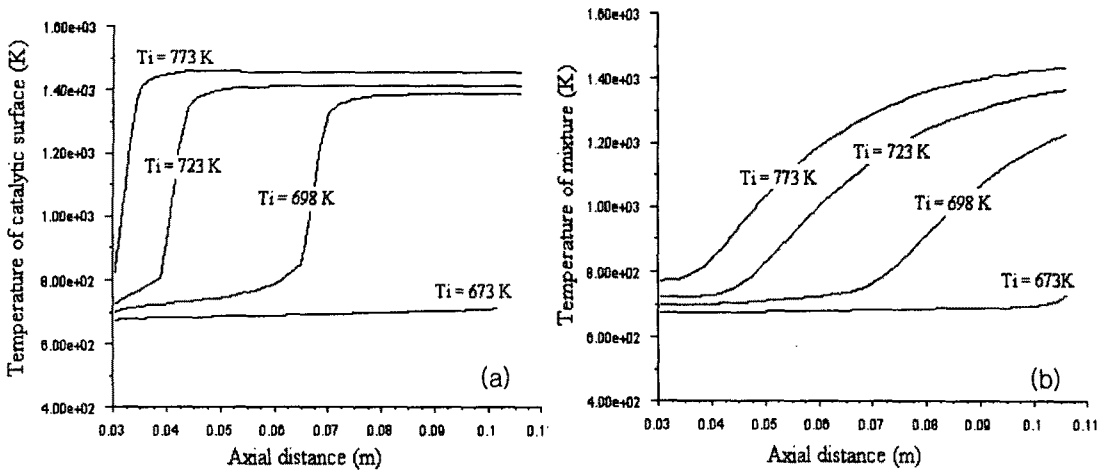 Temperature of catalytic surface (K)
1.60e+03
1.40e+03
1.20e+03
1.00e+03
8.00e+02
6.00e+02
4.00e+02
Ti = 773 K
Ti = 723 K
Ti = 698 K
Ti = 673 K
(a)
0.03 0.04 0.05 0.06 0.07 0.08 0.09 0.1 0.11
Axial distance (m)
Temperature of mixture (K)
1.60e+03
1.40e+03
1.20e+03
1.00e+03
8.00e+02
6.00e+02
4.00e+02
Ti = 773 K
Ti = 723 K
Ti = 698 K
Ti = 673K
(b)
0.03 0.04 0.05 0.06 0.07 0.08 0.09 0.1 0.11
Axial distance (m)